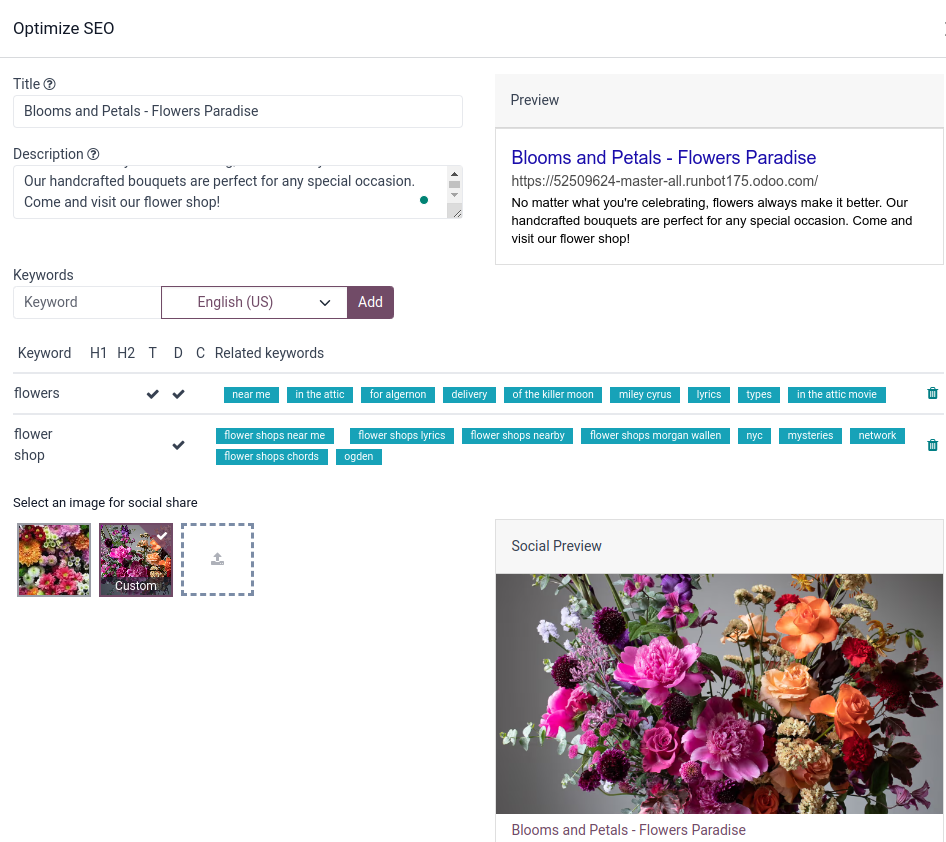 Optimize SEO
Title
Blooms and Petals - Flowers Paradise
Description
Our handcrafted bouquets are perfect for any special occasion.
Come and visit our flower shop!
Preview
Blooms and Petals - Flowers Paradise
https://52509624-master-all.runbot175.odoo.com/
No matter what you're celebrating, flowers always make it better. Our
handcrafted bouquets are perfect for any special occasion. Come and
visit our flower shop!
Keywords
Keyword English (US) Add
Keyword H1 H2 T D C Related keywords
flowers near me in the attic for algernon delivery of the killer moon miley cyrus lyrics types in the attic movie
flower shop flower shops near me flower shops lyrics flower shops nearby flower shops morgan wallen nyc mysteries network
flower shops chords ogden
Select an image for social share
Custom
Social Preview
Blooms and Petals - Flowers Paradise